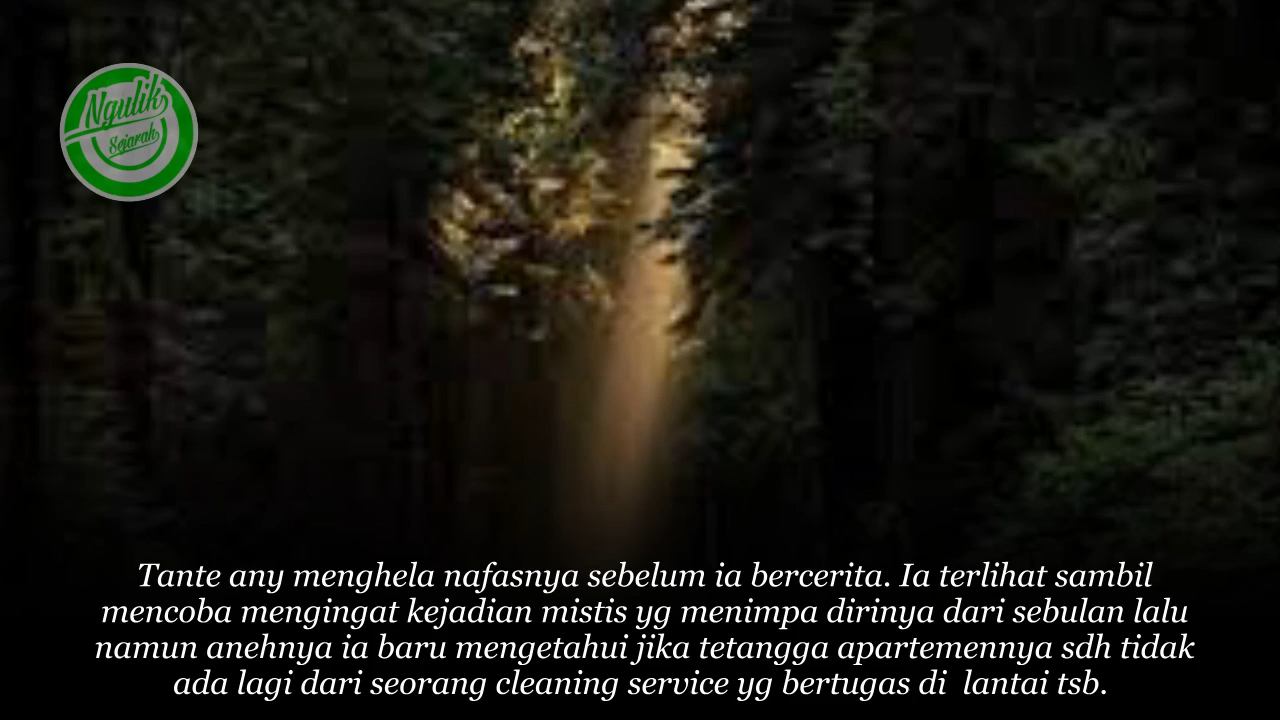 Ngulik
Sejarah
Tante any menghela nafasnya sebelum ia bercerita. Ia terlihat sambil
mencoba mengingat kejadian mistis yg menimpa dirinya dari sebulan lalu
namun anehnya ia baru mengetahui jika tetangga apartemennya sdh tidak
ada lagi dari seorang cleaning service yg bertugas di  lantai tsb.